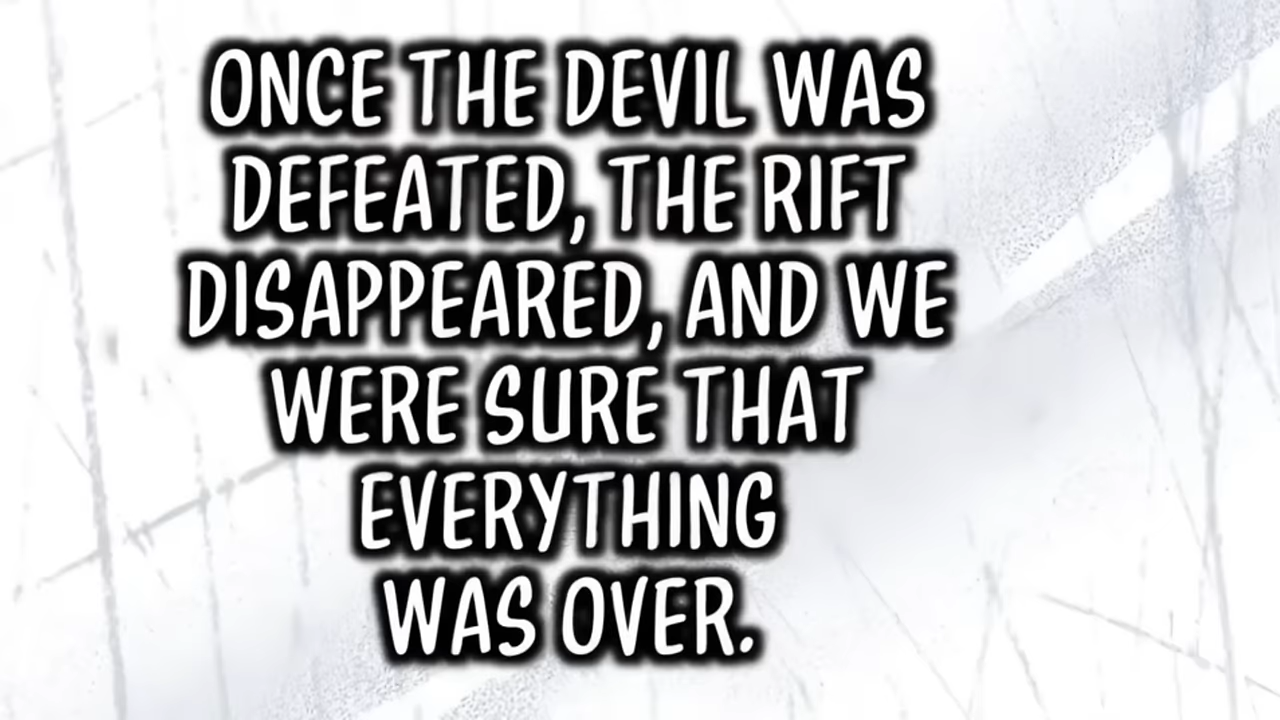 ONCE THE DEVIL WAS
DEFEATED, THE RIFT
DISAPPEARED, AND WE
WERE SURE THAT
EVERYTHING
WAS OVER.